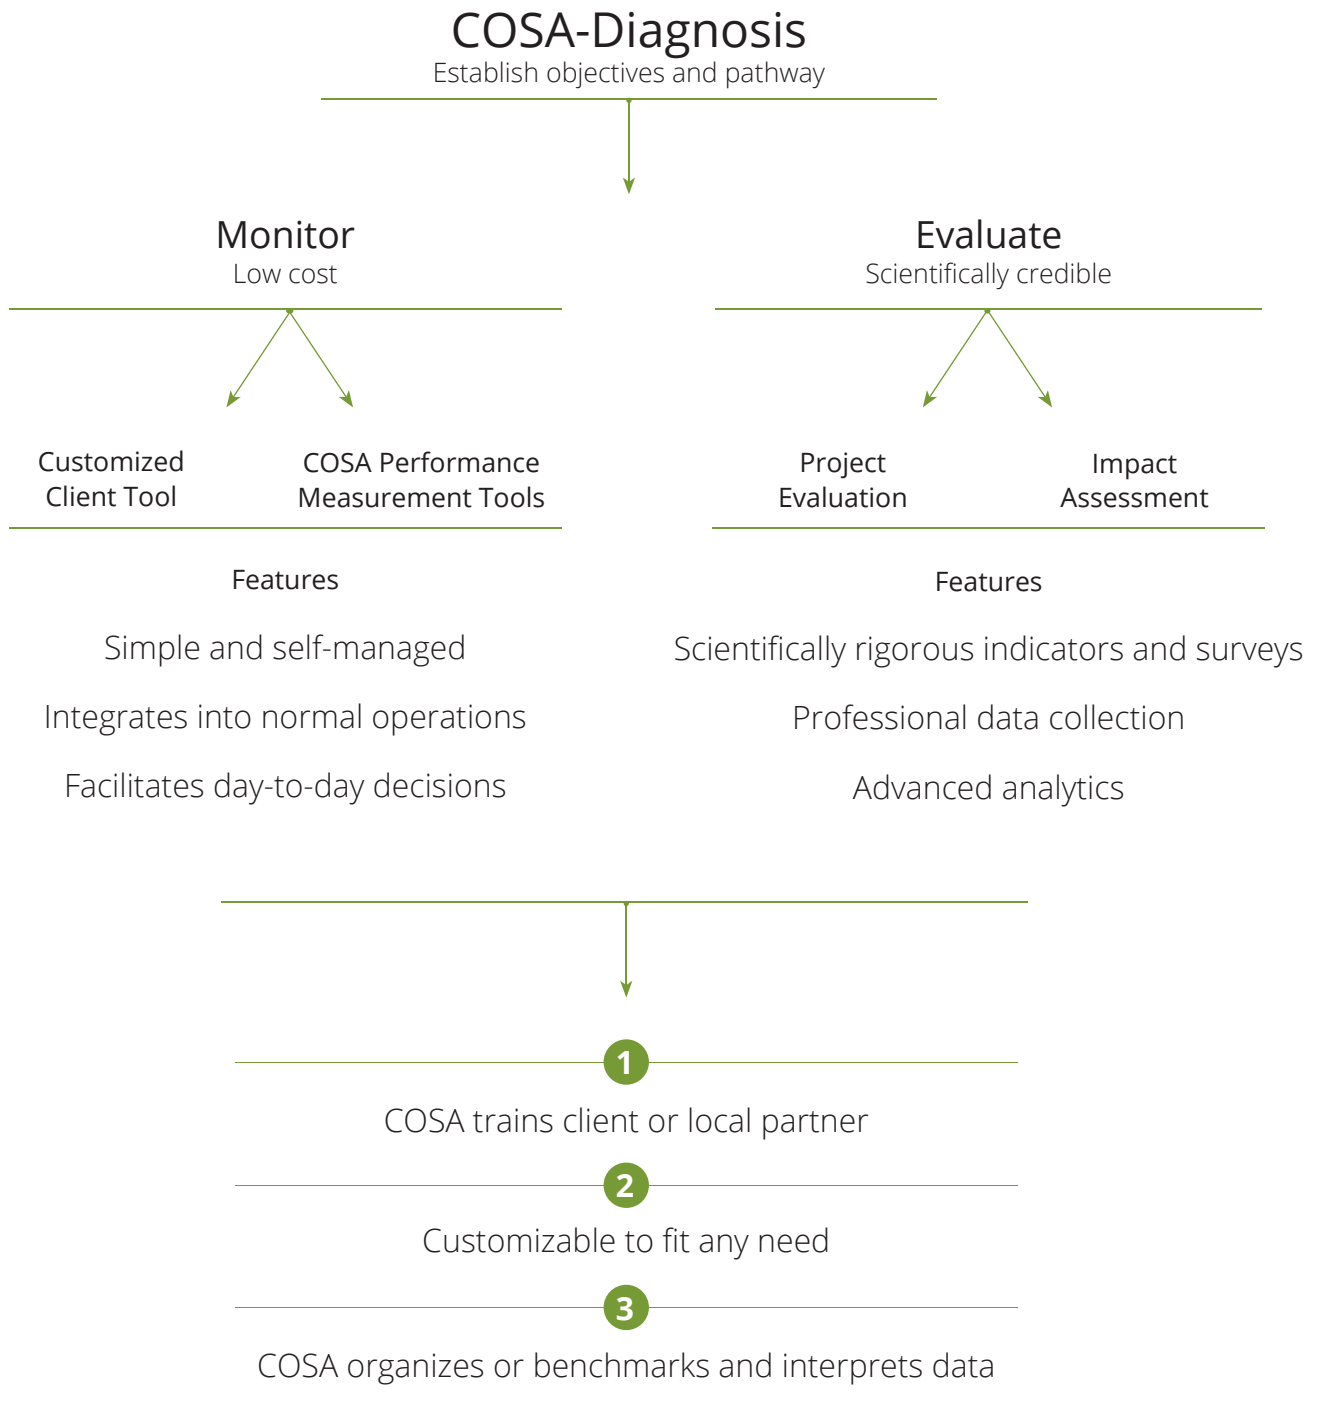 COSA-Diagnosis
Establish objectives and pathway
Monitor
Low cost
Customized
Client Tool
COSA Performance
Measurement Tools
Features
Simple and self-managed
Integrates into normal operations
Facilitates day-to-day decisions
Evaluate
Scientifically credible
Project
Evaluation
Impact
Assessment
Features
Scientifically rigorous indicators and surveys
Professional data collection
Advanced analytics
1
COSA trains client or local partner
2
Customizable to fit any need
3
COSA organizes or benchmarks and interprets data